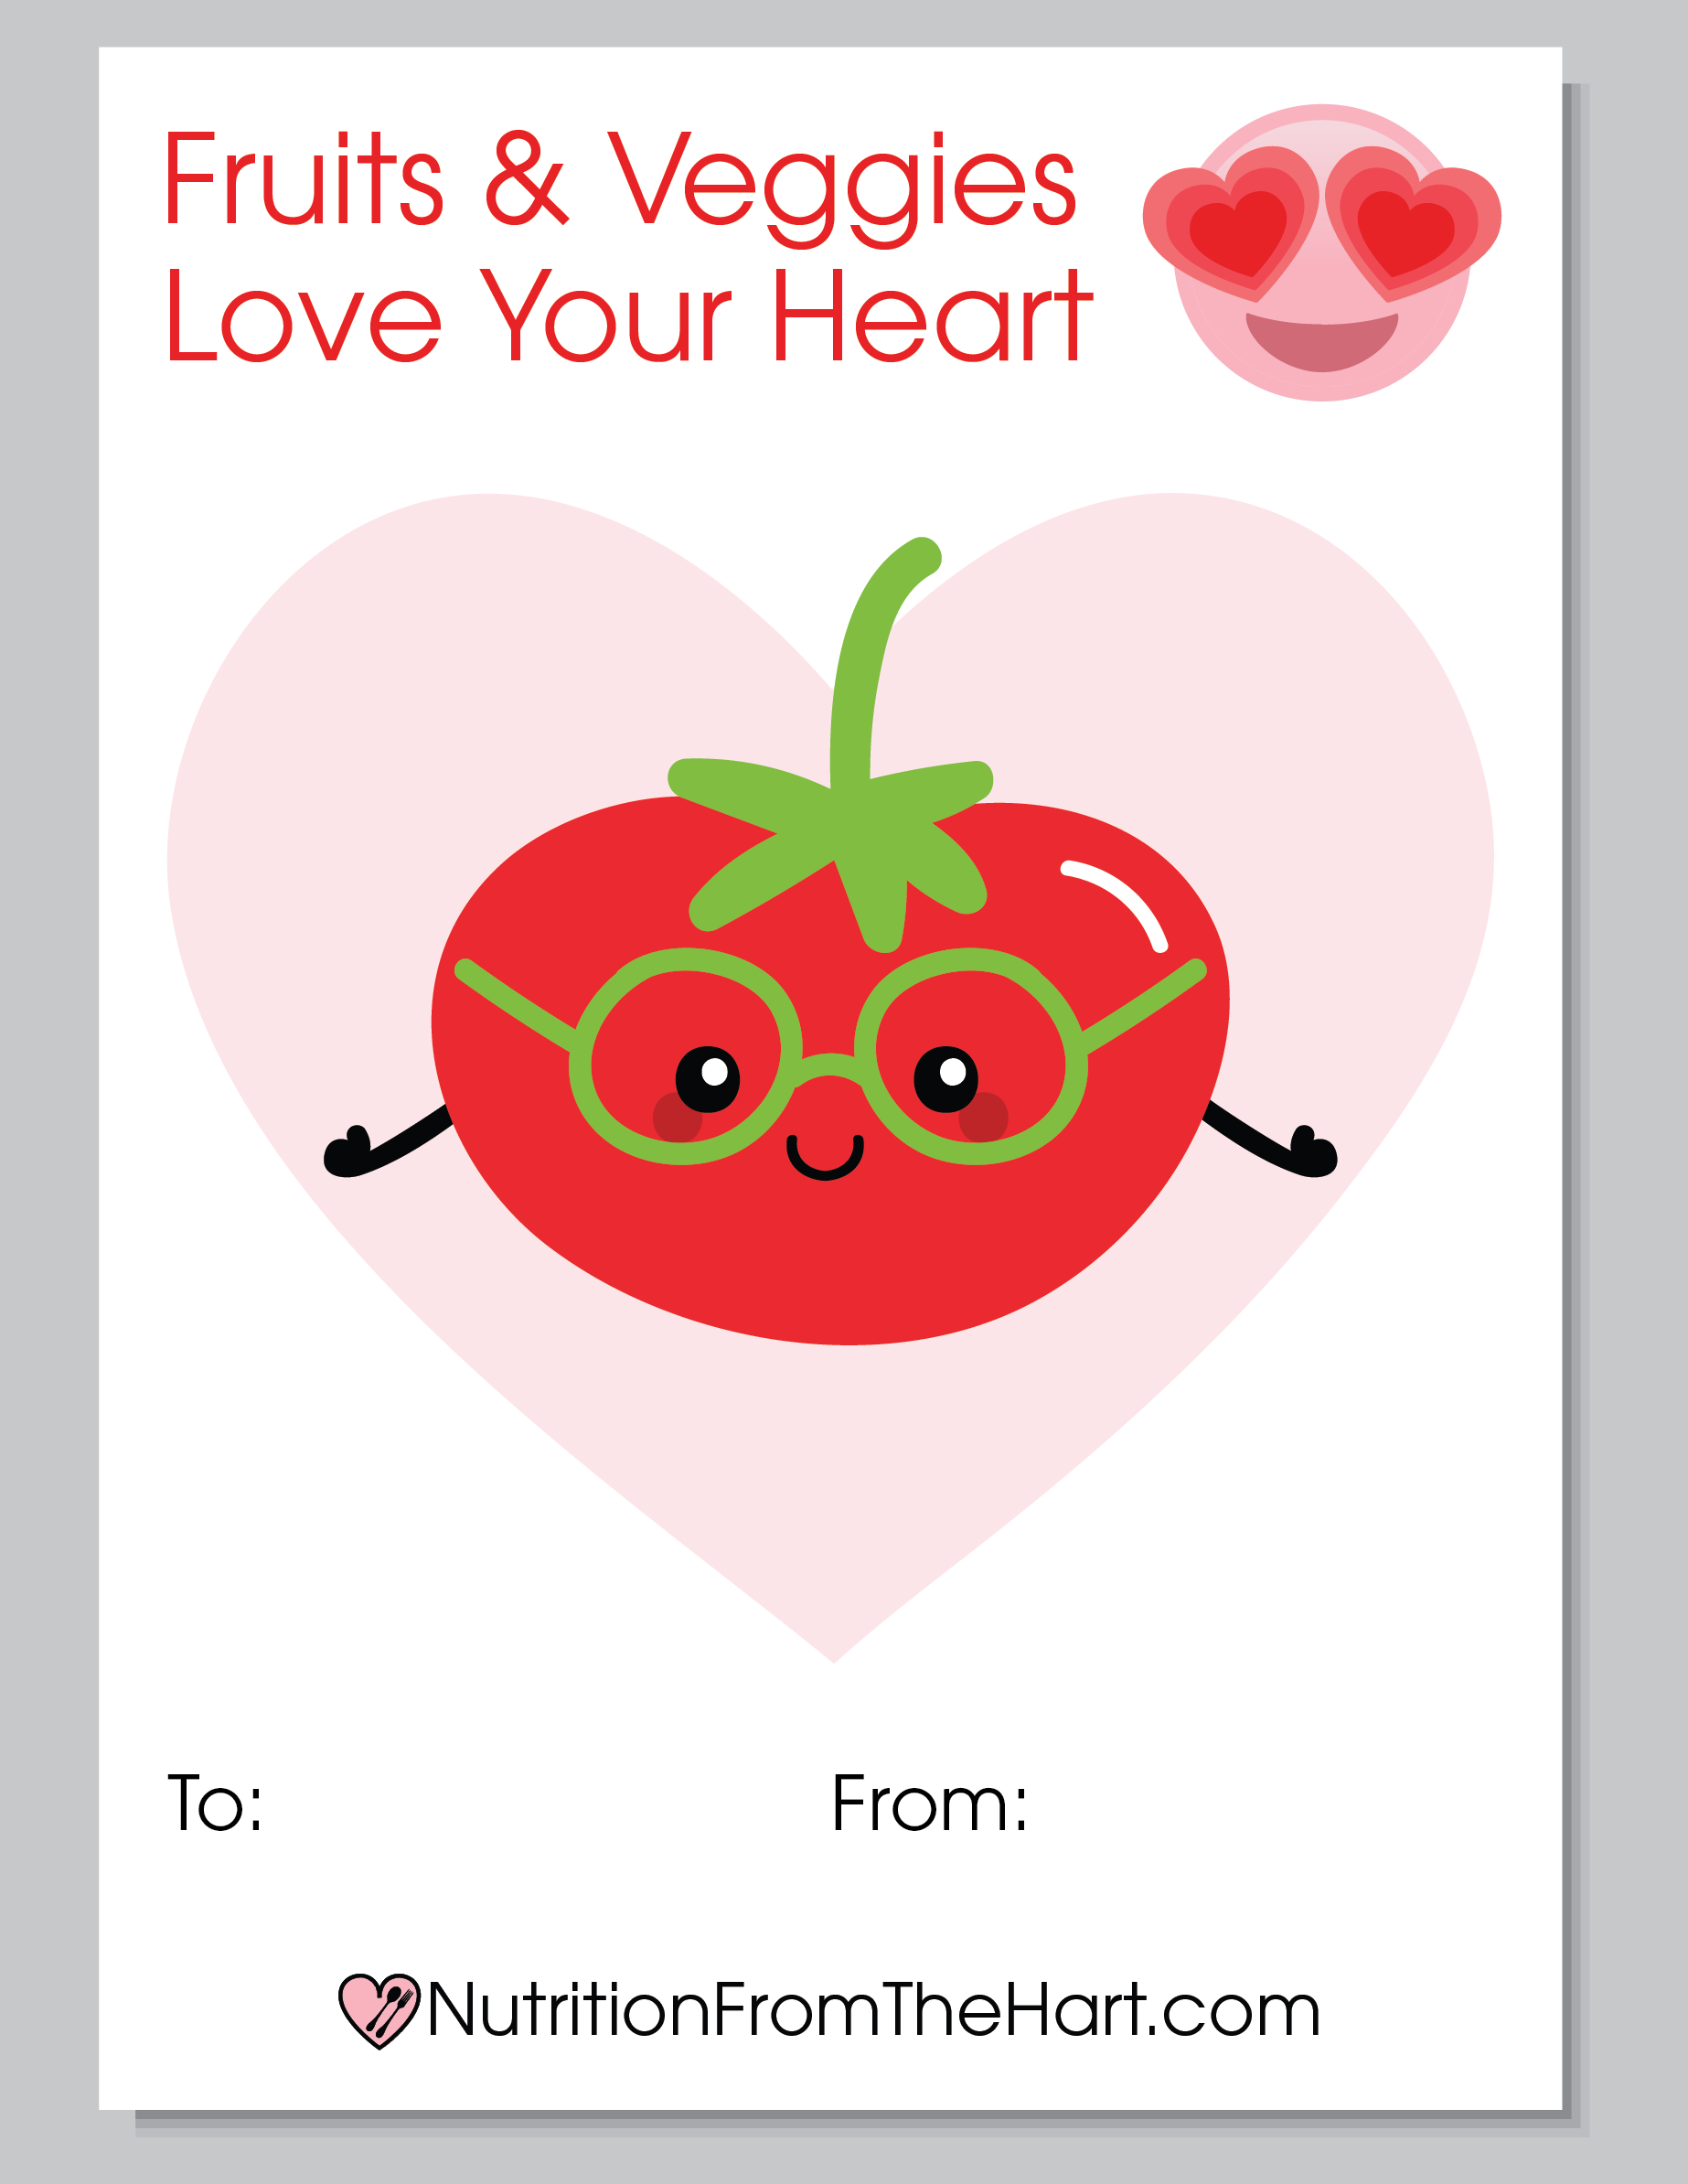 Fruits & Veggies
Love Your Heart
To:
From:
NutritionFromTheHart.com